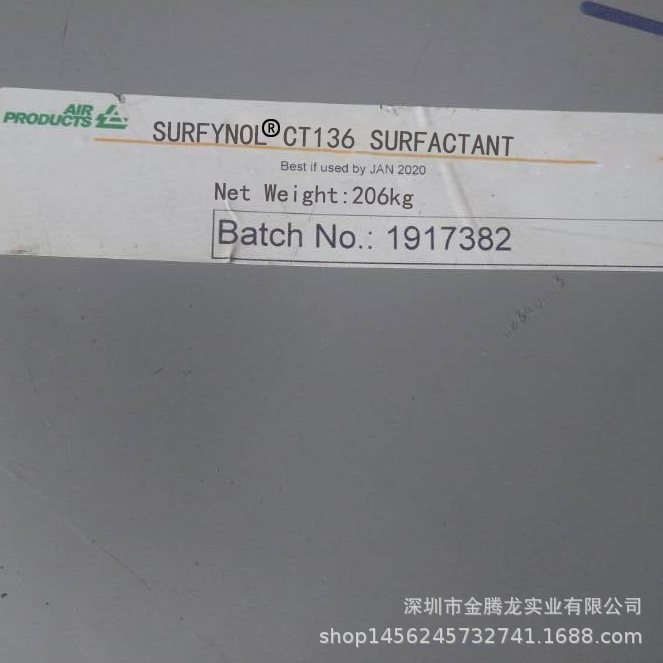 AIR
PRODUCTS
SURFYNOL® CT136 SURFACTANT
Best if used by JAN 2020
Net Weight:206kg
Batch No.: 1917382
深圳市金腾龙实业有限公司
shop1456245732741.1688.com